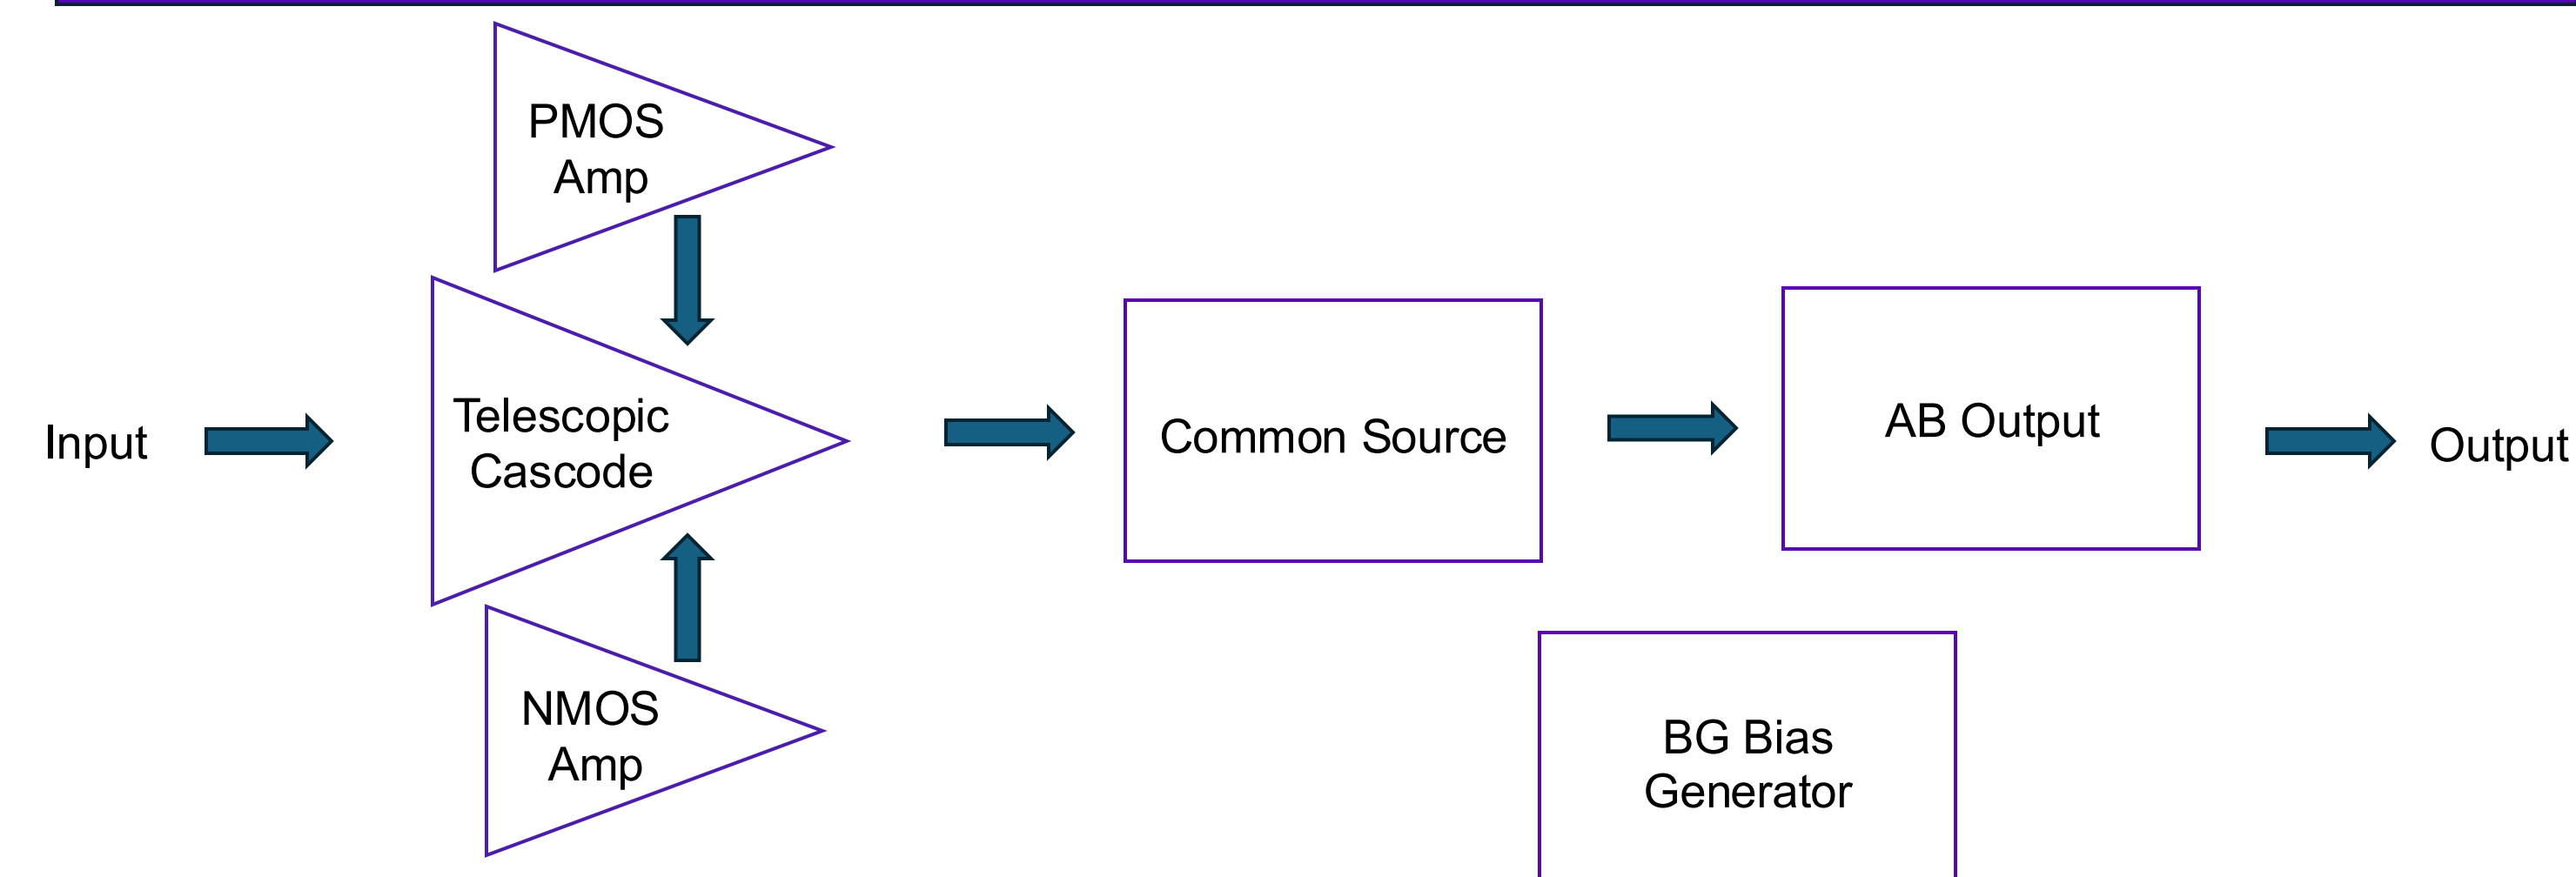 PMOS
Amp
Input
Telescopic
Cascode
Common Source
AB Output
Output
NMOS
Amp
BG Bias
Generator